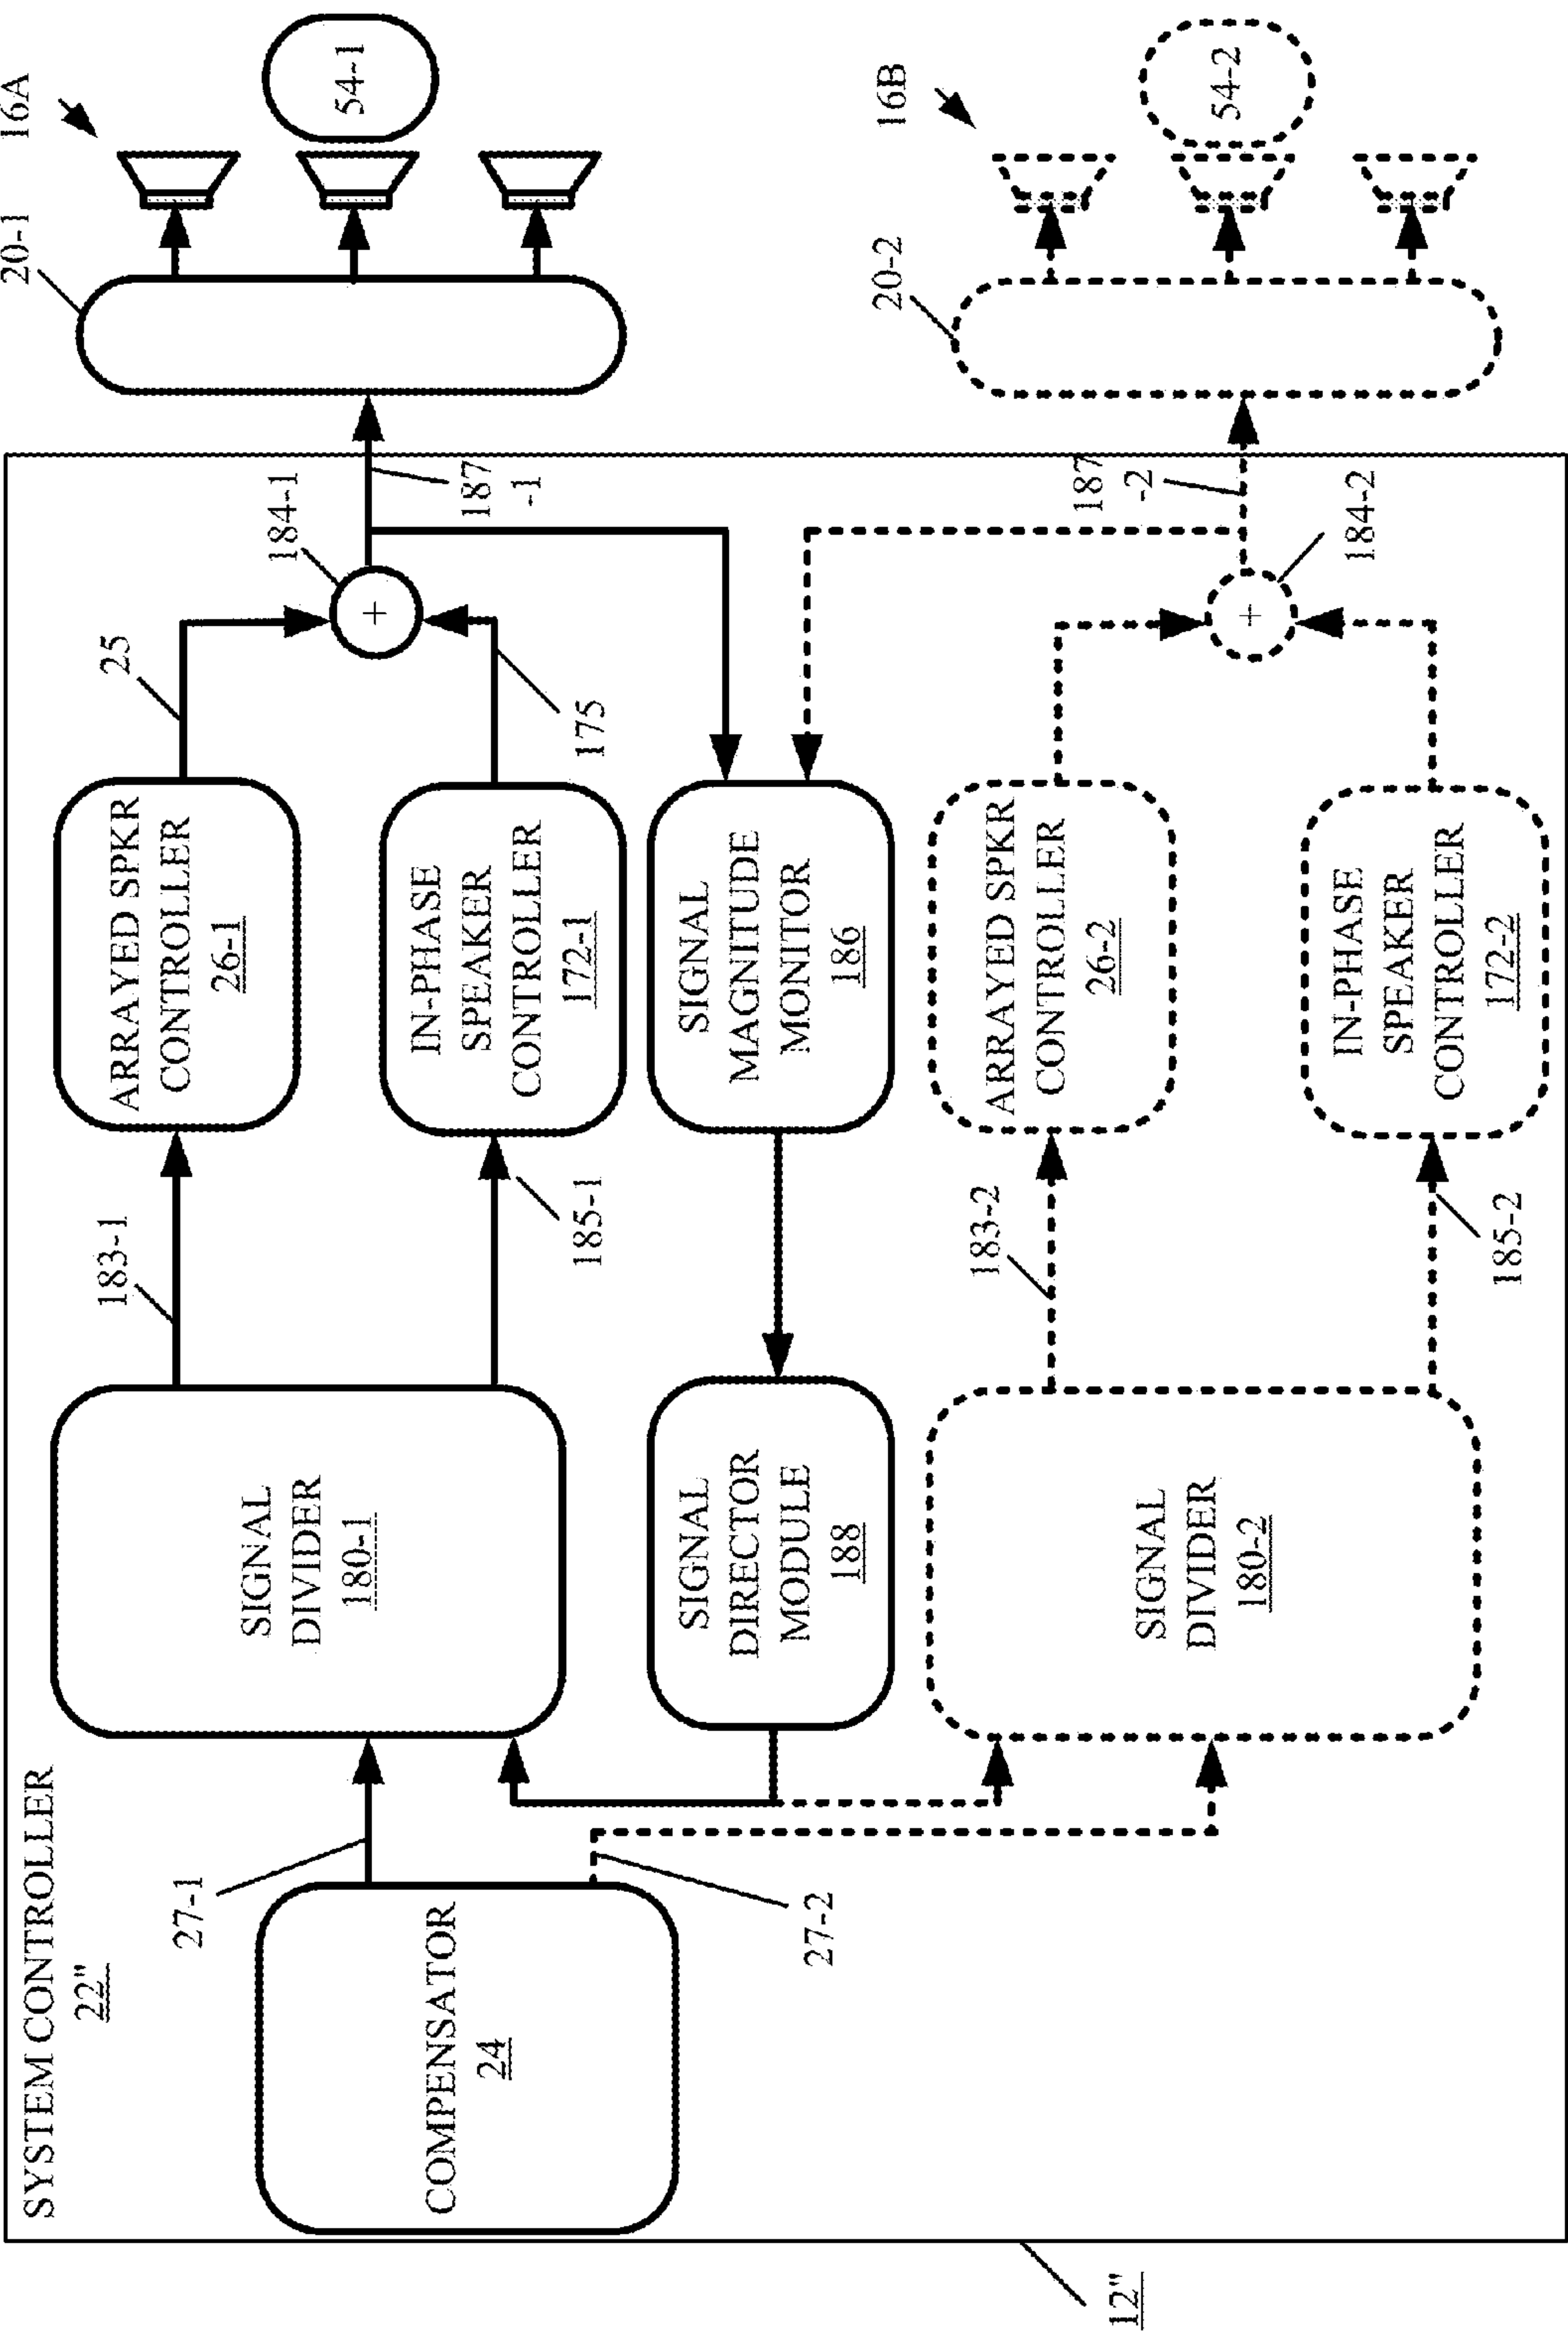 SYSTEM CONTROLLER
22"
COMPENSATOR
24
27-1
27-2
SIGNAL
DIVIDER
180-1
183-1
185-1
ARRAYED SPKR
CONTROLLER
26-1
IN-PHASE
SPEAKER
CONTROLLER
172-1
25
175
184-1
+
187
-1
20-1
16A
54-1
SIGNAL
DIRECTOR
MODULE
188
SIGNAL
MAGNITUDE
MONITOR
186
SIGNAL
DIVIDER
180-2
183-2
185-2
ARRAYED SPKR
CONTROLLER
26-2
IN-PHASE
SPEAKER
CONTROLLER
172-2
187
-2
+
184-2
20-2
16B
54-2
12"